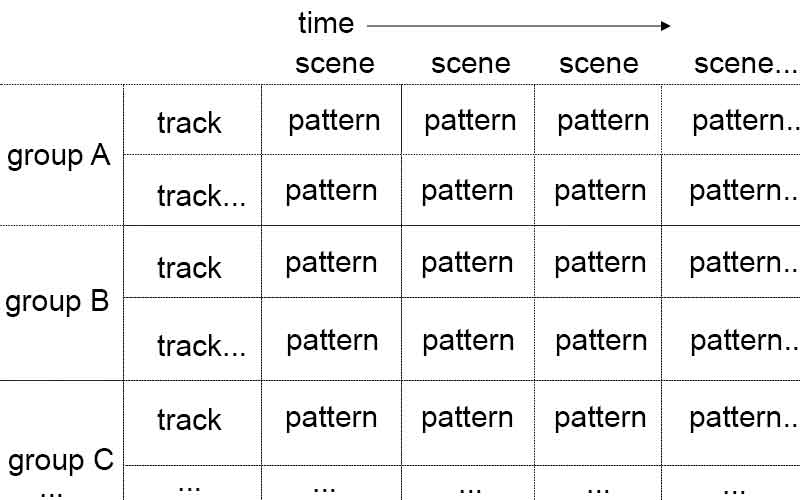 time
scene scene scene scene...
track pattern pattern pattern pattern..
group A
track... pattern pattern pattern pattern..
track pattern pattern pattern pattern..
group B
track... pattern pattern pattern pattern..
track pattern pattern pattern pattern..
group C
... ... ... ... ... ...